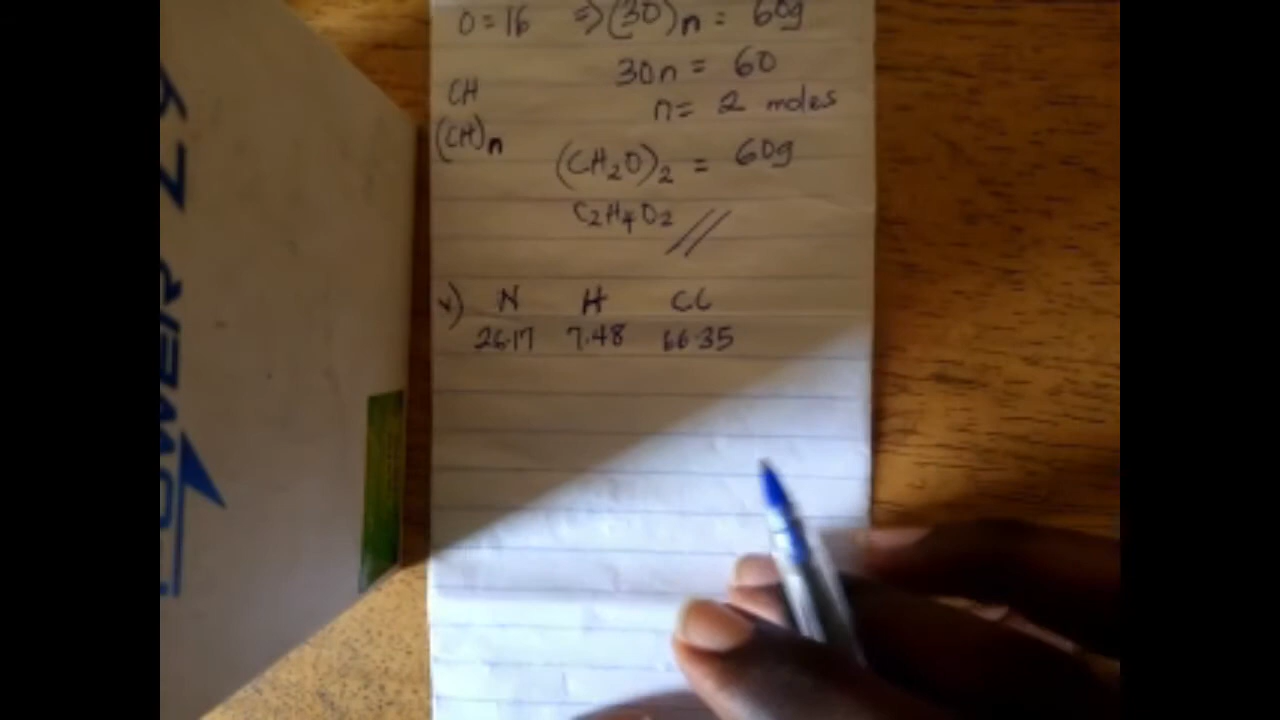 O = 16 ⇒ (30)n = 60g
30n = 60
CH
n = 2 moles
(CH)n
(CH₂O)₂ = 60g
C₂H₄O₂ //
v) N H Cl
26.17 7.48 66.35